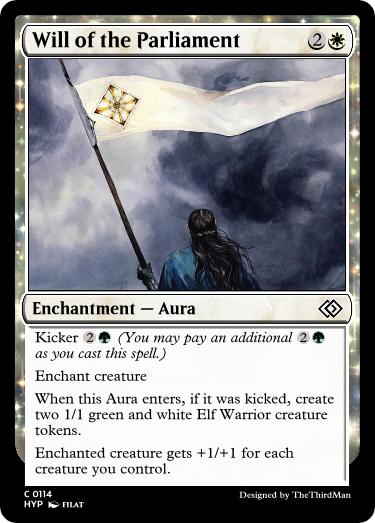 Will of the Parliament 2
Enchantment — Aura
Kicker 2 (You may pay an additional 2
as you cast this spell.)
Enchant creature
When this Aura enters, if it was kicked, create
two 1/1 green and white Elf Warrior creature
tokens.
Enchanted creature gets +1/+1 for each
creature you control.
C 0114
HYP FILAT
Designed by TheThirdMan